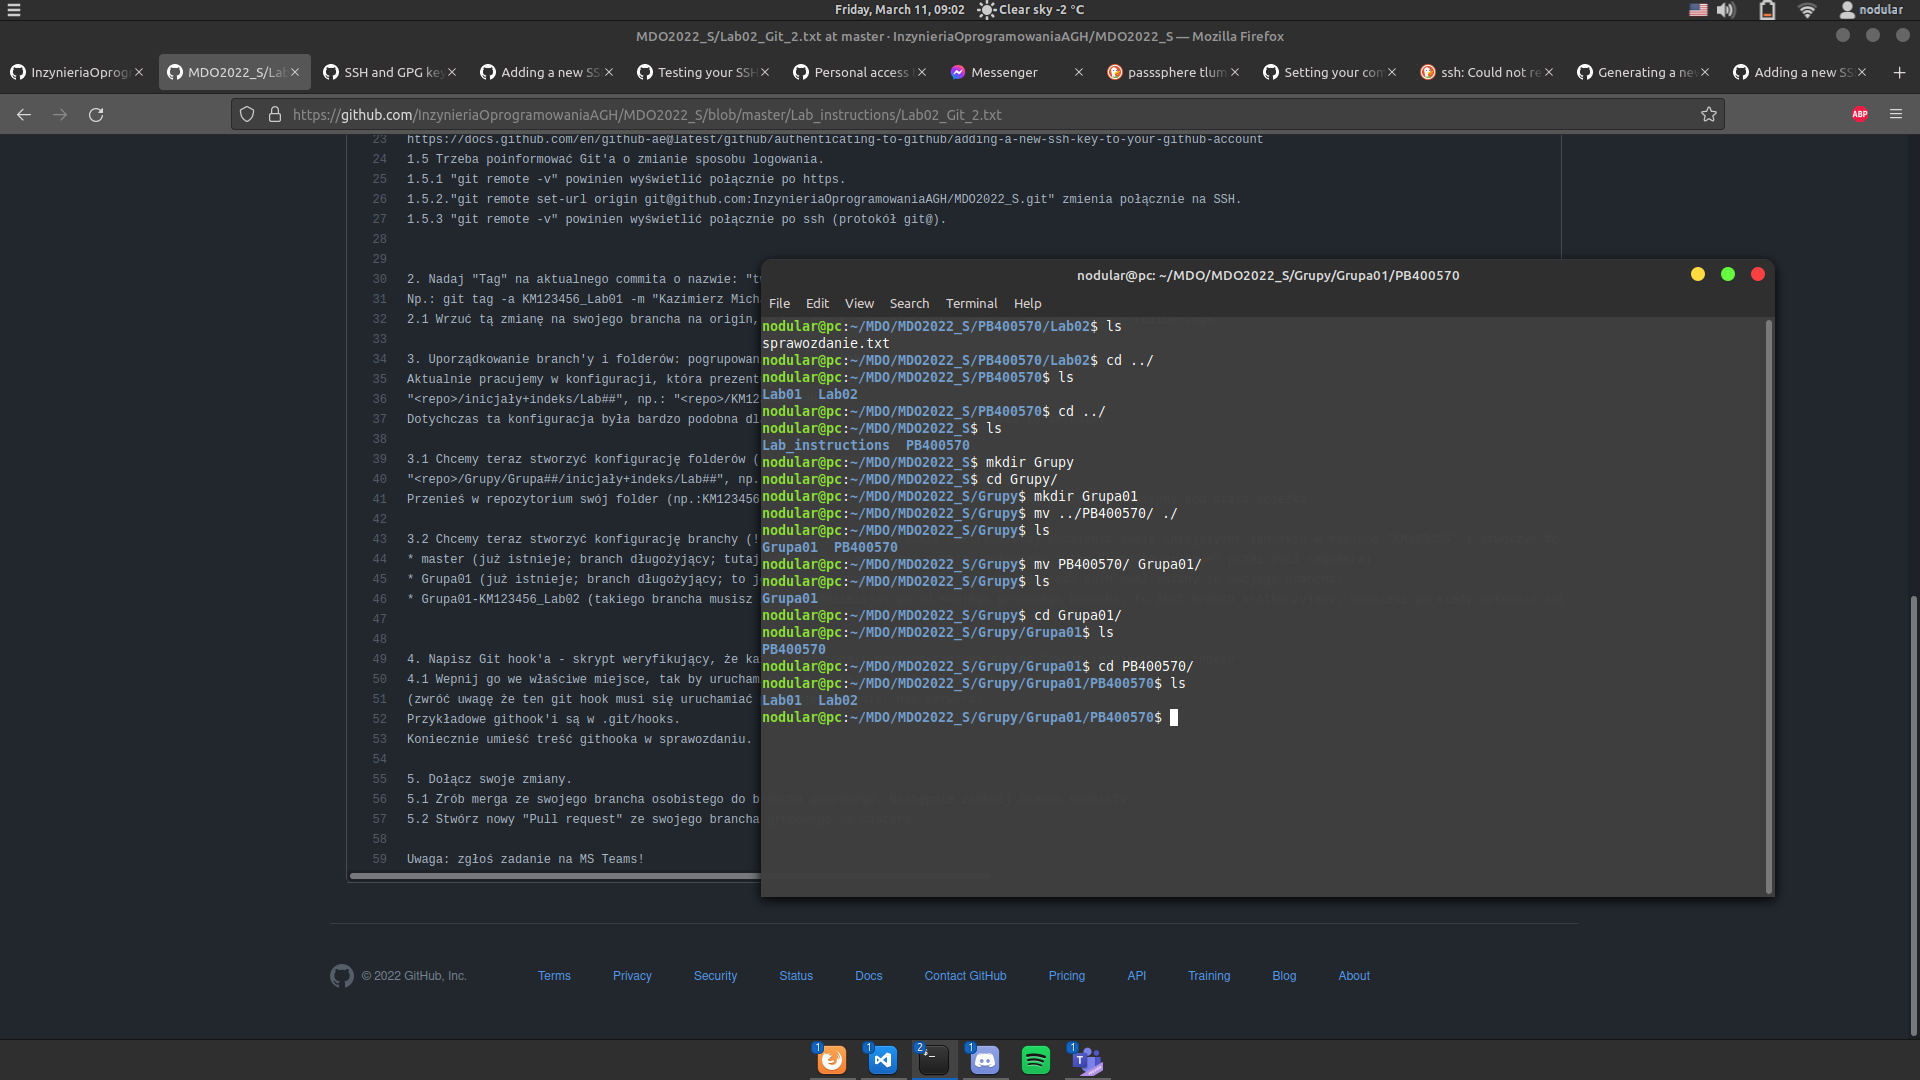 Friday, March 11, 09:02 Clear sky -2 °C
nodular
MDO2022_S/Lab02_Git_2.txt at master · InzynieriaOprogramowaniaAGH/MDO2022_S — Mozilla Firefox
InzynieriaOprog
MDO2022_S/Lab
SSH and GPG key
Adding a new SS
Testing your SSH
Personal access
Messenger
passsphere tlum
Setting your com
ssh: Could not re
Generating a new
Adding a new SS
https://github.com/InzynieriaOprogramowaniaAGH/MDO2022_S/blob/master/Lab_instructions/Lab02_Git_2.txt
ABP
23 https://docs.github.com/en/github-ae@latest/github/authenticating-to-github/adding-a-new-ssh-key-to-your-github-account
24 1.5 Trzeba poinformować Git'a o zmianie sposobu logowania.
25 1.5.1 "git remote -v" powinien wyświetlić połącznie po https.
26 1.5.2."git remote set-url origin git@github.com:InzynieriaOprogramowaniaAGH/MDO2022_S.git" zmienia połącznie na SSH.
27 1.5.3 "git remote -v" powinien wyświetlić połącznie po ssh (protokół git@).
28
29
30 2. Nadaj "Tag" na aktualnego commita o nazwie:
31 Np.: git tag -a KM123456_Lab01 -m "Kazimierz Mich
32 2.1 Wrzuć tą zmianę na swojego brancha na origin,
33
34 3. Uporządkowanie branch'y i folderów: pogrupowan
35 Aktualnie pracujemy w konfiguracji, która prezent
36 "<repo>/inicjały+indeks/Lab##", np.: "<repo>/KM12
37 Dotychczas ta konfiguracja była bardzo podobna dl
38
39 3.1 Chcemy teraz stworzyć konfigurację folderów (
40 "<repo>/Grupy/Grupa##/inicjały+indeks/Lab##", np.
41 Przenieś w repozytorium swój folder (np.:KM123456
42
43 3.2 Chcemy teraz stworzyć konfigurację branchy (!
44 * master (już istnieje; branch długożyjący; tutaj
45 * Grupa01 (już istnieje; branch długożyjący; to j
46 * Grupa01-KM123456_Lab02 (takiego brancha musisz
47
48
49 4. Napisz Git hook'a - skrypt weryfikujący, że ka
50 4.1 Wepnij go we właściwe miejsce, tak by urucham
51 (zwróć uwagę że ten git hook musi się uruchamiać
52 Przykładowe githook'i są w .git/hooks.
53 Koniecznie umieść treść githooka w sprawozdaniu.
54
55 5. Dołącz swoje zmiany.
56 5.1 Zrób merga ze swojego brancha osobistego do b
57 5.2 Stwórz nowy "Pull request" ze swojego brancha
58
59 Uwaga: zgłoś zadanie na MS Teams!
nodular@pc: ~/MDO/MDO2022_S/Grupy/Grupa01/PB400570
File Edit View Search Terminal Help
nodular@pc:~/MDO/MDO2022_S/PB400570/Lab02$ ls
sprawozdanie.txt
nodular@pc:~/MDO/MDO2022_S/PB400570/Lab02$ cd ../
nodular@pc:~/MDO/MDO2022_S/PB400570$ ls
Lab01 Lab02
nodular@pc:~/MDO/MDO2022_S/PB400570$ cd ../
nodular@pc:~/MDO/MDO2022_S$ ls
Lab_instructions PB400570
nodular@pc:~/MDO/MDO2022_S$ mkdir Grupy
nodular@pc:~/MDO/MDO2022_S$ cd Grupy/
nodular@pc:~/MDO/MDO2022_S/Grupy$ mkdir Grupa01
nodular@pc:~/MDO/MDO2022_S/Grupy$ mv ../PB400570/ ./
nodular@pc:~/MDO/MDO2022_S/Grupy$ ls
Grupa01 PB400570
nodular@pc:~/MDO/MDO2022_S/Grupy$ mv PB400570/ Grupa01/
nodular@pc:~/MDO/MDO2022_S/Grupy$ ls
Grupa01
nodular@pc:~/MDO/MDO2022_S/Grupy$ cd Grupa01/
nodular@pc:~/MDO/MDO2022_S/Grupy/Grupa01$ ls
PB400570
nodular@pc:~/MDO/MDO2022_S/Grupy/Grupa01$ cd PB400570/
nodular@pc:~/MDO/MDO2022_S/Grupy/Grupa01/PB400570$ ls
Lab01 Lab02
nodular@pc:~/MDO/MDO2022_S/Grupy/Grupa01/PB400570$
© 2022 GitHub, Inc. Terms Privacy Security Status Docs Contact GitHub Pricing API Training Blog About
1 1 2 1 1